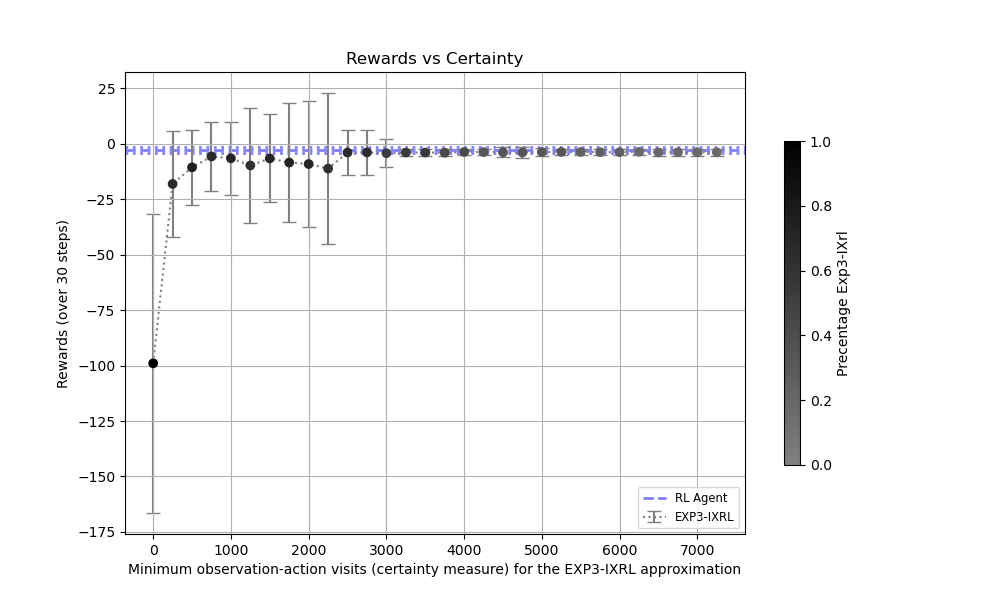 Rewards vs Certainty
25
0
−25
−50
−75
−100
−125
−150
−175
Rewards (over 30 steps)
0 1000 2000 3000 4000 5000 6000 7000
Minimum observation-action visits (certainty measure) for the EXP3-IXRL approximation
RL Agent
EXP3-IXRL
1.0
0.8
0.6
0.4
0.2
0.0
Precentage Exp3-IXrl